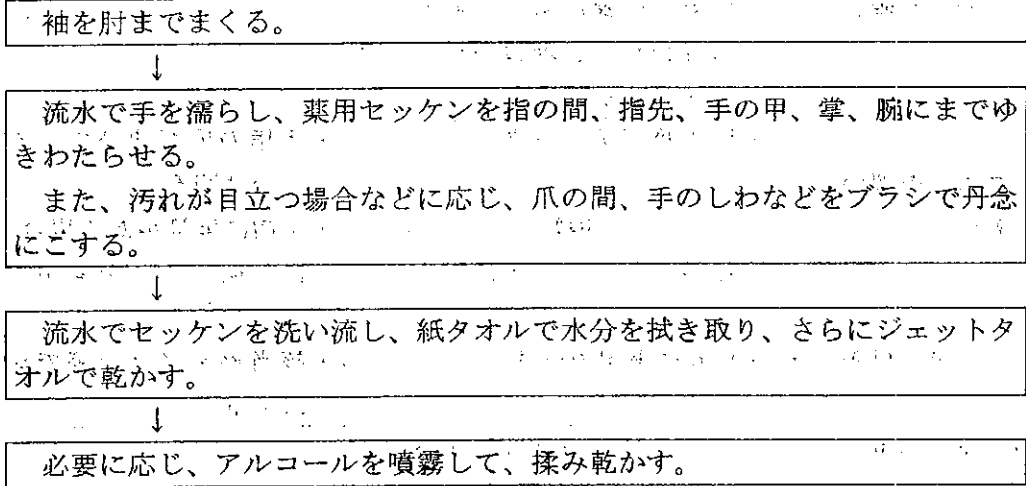 袖を肘までまくる。
↓
流水で手を濡らし、薬用セッケンを指の間、指先、手の甲、掌、腕にまでゆ
きわたらせる。
また、汚れが目立つ場合などに応じ、爪の間、手のしわなどをブラシで丹念
にこする。
↓
流水でセッケンを洗い流し、紙タオルで水分を拭き取り、さらにジェットタ
オルで乾かす。
↓
必要に応じ、アルコールを噴霧して、揉み乾かす。